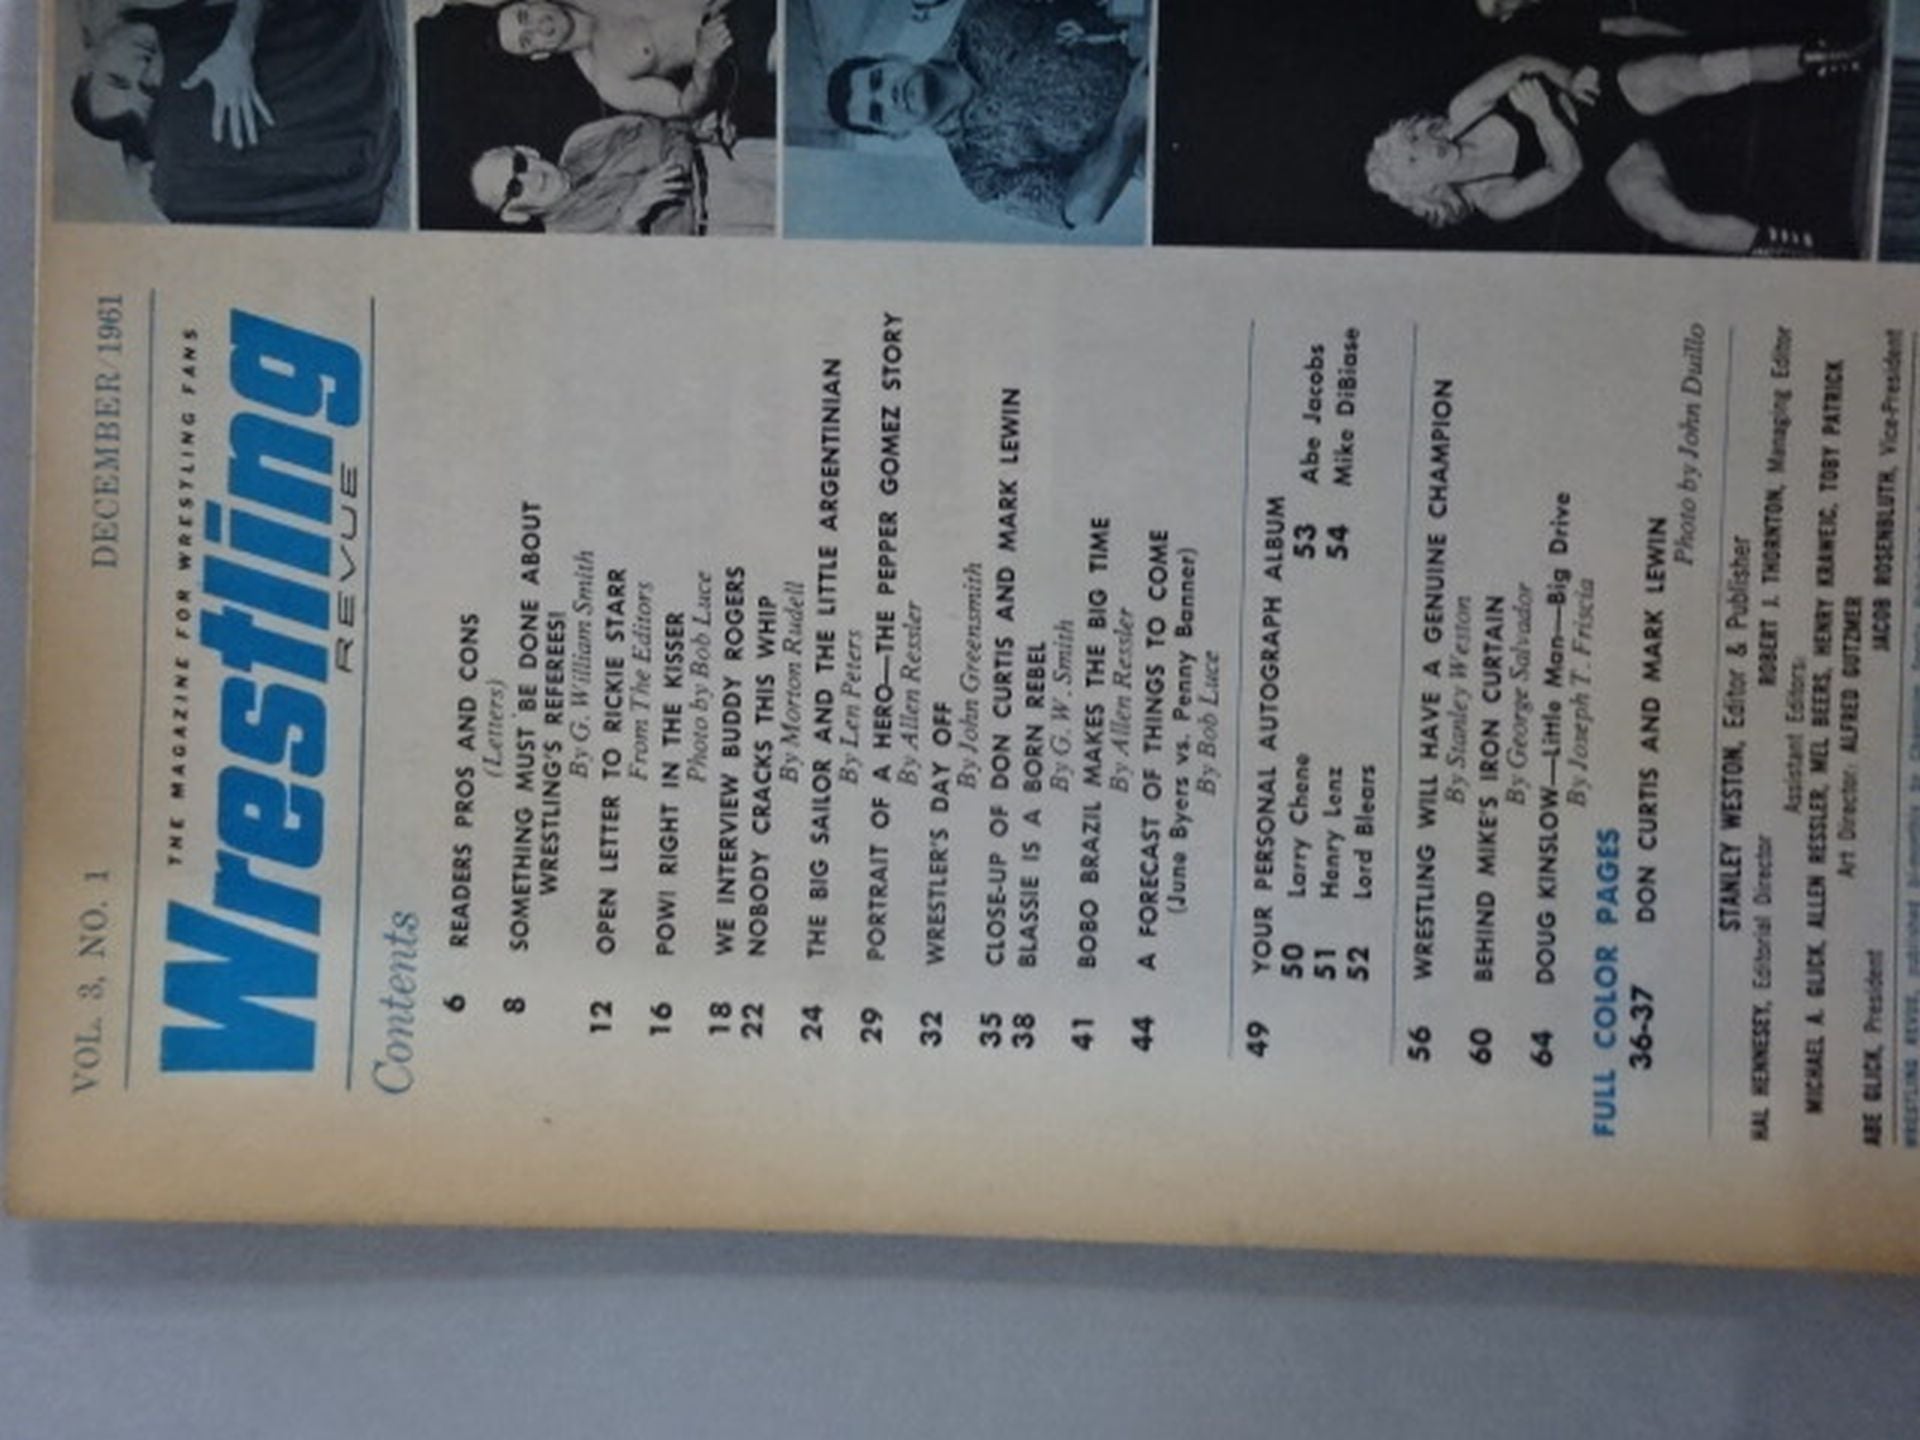 VOL. 3, NO. 1 DECEMBER/1961
THE MAGAZINE FOR WRESTLING FANS
Wrestling
REVUE
Contents
6 READERS PROS AND CONS
(Letters)
8 SOMETHING MUST BE DONE ABOUT
WRESTLING'S REFEREES!
By G. William Smith
12 OPEN LETTER TO RICKIE STARR
From The Editors
16 POW! RIGHT IN THE KISSER
Photo by Bob Luce
18 WE INTERVIEW BUDDY ROGERS
22 NOBODY CRACKS THIS WHIP
By Morton Rudell
24 THE BIG SAILOR AND THE LITTLE ARGENTINIAN
By Len Peters
29 PORTRAIT OF A HERO—THE PEPPER GOMEZ STORY
By Allen Ressler
32 WRESTLER'S DAY OFF
By John Greensmith
35 CLOSE-UP OF DON CURTIS AND MARK LEWIN
38 BLASSIE IS A BORN REBEL
By G. W. Smith
41 BOBO BRAZIL MAKES THE BIG TIME
By Allen Ressler
44 A FORECAST OF THINGS TO COME
(June Byers vs. Penny Banner)
By Bob Luce
49 YOUR PERSONAL AUTOGRAPH ALBUM
50 Larry Chene 53 Abe Jacobs
51 Henry Lenz 54 Mike DiBiase
52 Lord Blears
56 WRESTLING WILL HAVE A GENUINE CHAMPION
By Stanley Weston
60 BEHIND MIKE'S IRON CURTAIN
By George Salvador
64 DOUG KINSLOW—Little Man—Big Drive
By Joseph T. Friscia
FULL COLOR PAGES
36-37 DON CURTIS AND MARK LEWIN
Photo by John Duillo
STANLEY WESTON, Editor & Publisher
HAL HENNESEY, Editorial Director ROBERT J. THORNTON, Managing Editor
Assistant Editors:
MICHAEL A. GLICK, ALLEN RESSLER, MEL BEERS, HENRY KRAWEIC, TOBY PATRICK
Art Director: ALFRED GUTZMER
ABE GLICK, President JACOB ROSENBLUTH, Vice-President
WRESTLING REVUE, published